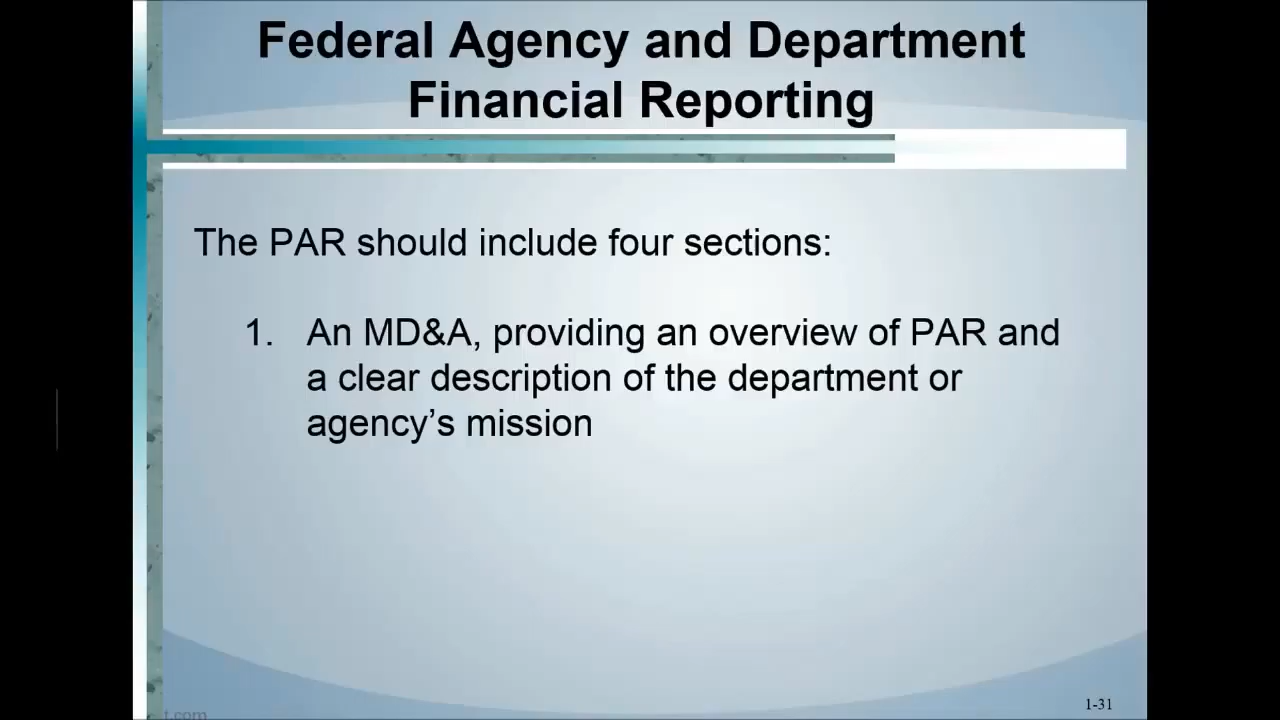 Federal Agency and Department
Financial Reporting
The PAR should include four sections:
1. An MD&A, providing an overview of PAR and
a clear description of the department or
agency’s mission
1-31
t.com